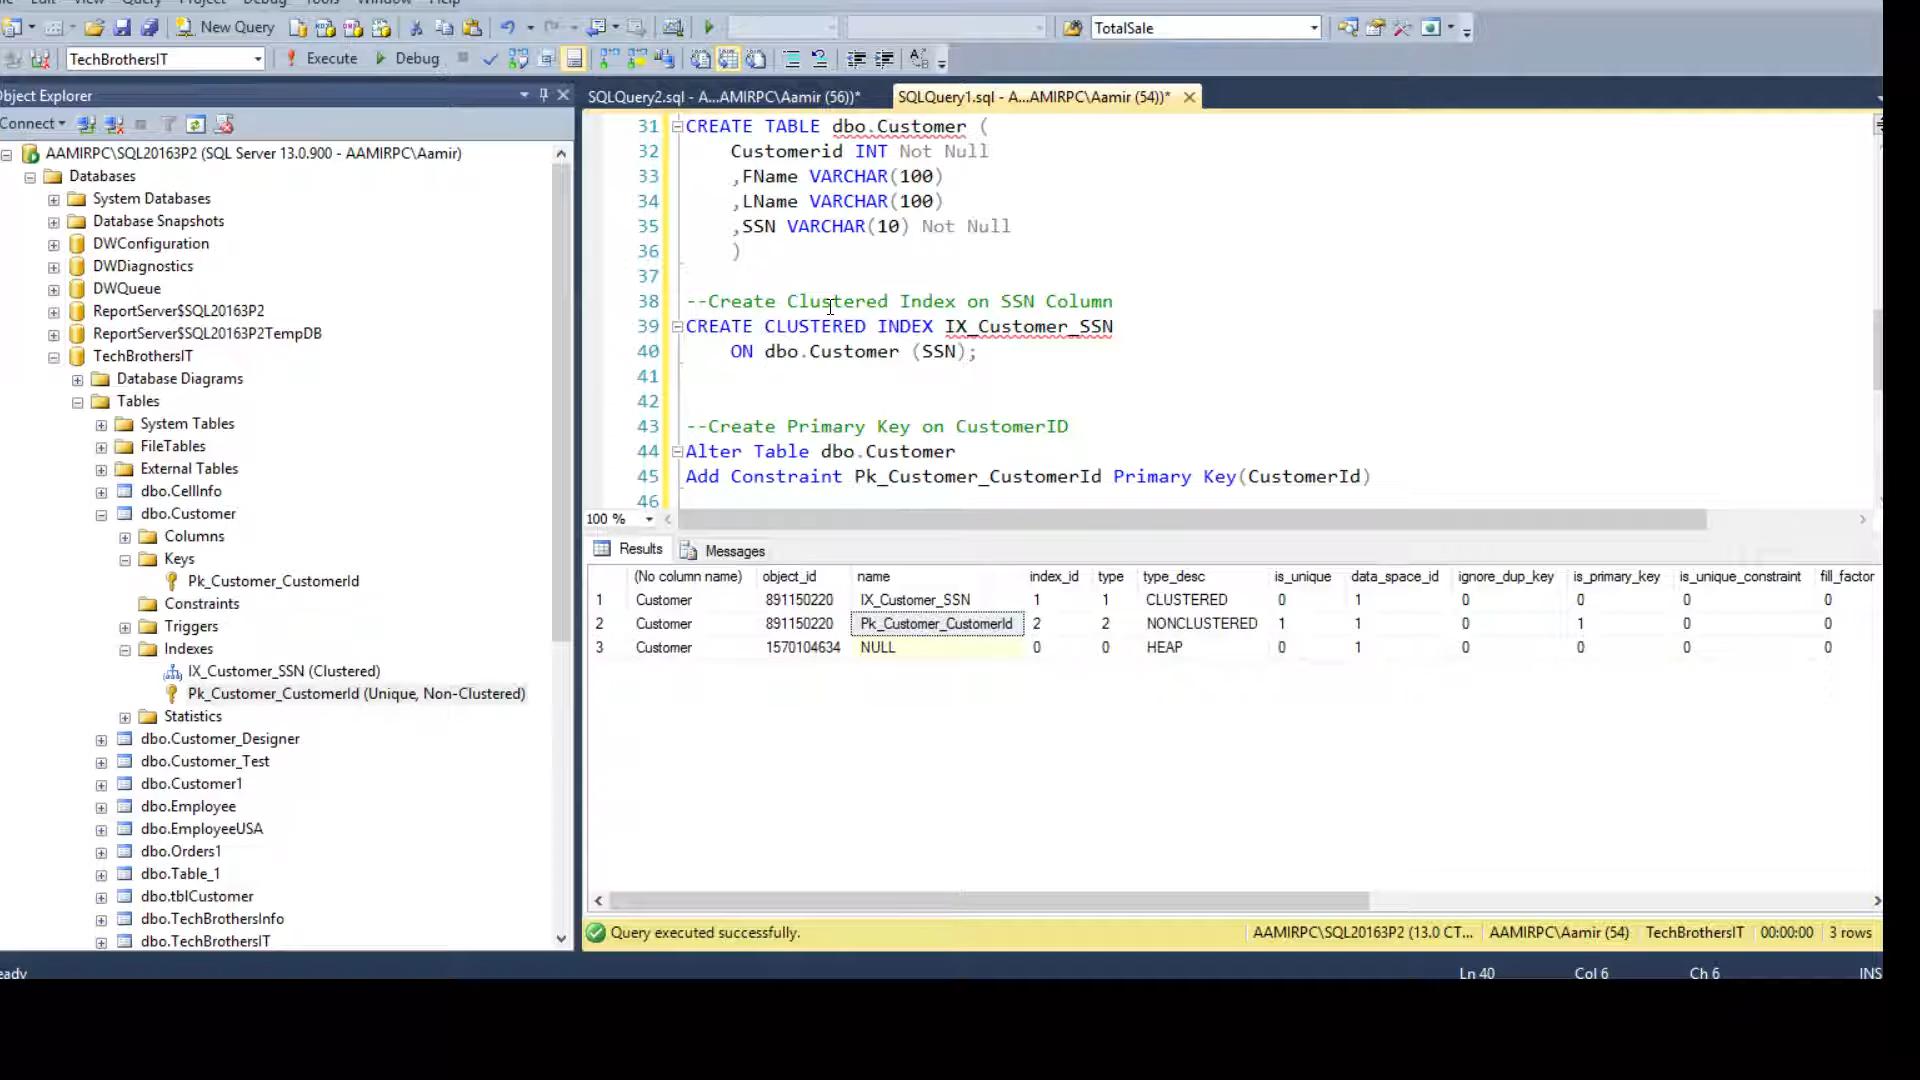 Edit View Query Project Debug Tools Window Help
New Query
TotalSale
TechBrothersIT
Execute
Debug
Object Explorer
SQLQuery2.sql - A...AMIRPC\Aamir (56))*
SQLQuery1.sql - A...AMIRPC\Aamir (54))*
Connect
AAMIRPC\SQL20163P2 (SQL Server 13.0.900 - AAMIRPC\Aamir)
Databases
System Databases
Database Snapshots
DWConfiguration
DWDiagnostics
DWQueue
ReportServer$SQL20163P2
ReportServer$SQL20163P2TempDB
TechBrothersIT
Database Diagrams
Tables
System Tables
FileTables
External Tables
dbo.CellInfo
dbo.Customer
Columns
Keys
Pk_Customer_CustomerId
Constraints
Triggers
Indexes
IX_Customer_SSN (Clustered)
Pk_Customer_CustomerId (Unique, Non-Clustered)
Statistics
dbo.Customer_Designer
dbo.Customer_Test
dbo.Customer1
dbo.Employee
dbo.EmployeeUSA
dbo.Orders1
dbo.Table_1
dbo.tblCustomer
dbo.TechBrothersInfo
dbo.TechBrothersIT
31 CREATE TABLE dbo.Customer (
32 Customerid INT Not Null
33 ,FName VARCHAR(100)
34 ,LName VARCHAR(100)
35 ,SSN VARCHAR(10) Not Null
36 )
37
38 --Create Clustered Index on SSN Column
39 CREATE CLUSTERED INDEX IX_Customer_SSN
40 ON dbo.Customer (SSN);
41
42
43 --Create Primary Key on CustomerID
44 Alter Table dbo.Customer
45 Add Constraint Pk_Customer_CustomerId Primary Key(CustomerId)
46
100 %
Results Messages
(No column name) object_id name index_id type type_desc is_unique data_space_id ignore_dup_key is_primary_key is_unique_constraint fill_factor
1 Customer 891150220 IX_Customer_SSN 1 1 CLUSTERED 0 1 0 0 0 0
2 Customer 891150220 Pk_Customer_CustomerId 2 2 NONCLUSTERED 1 1 0 1 0 0
3 Customer 1570104634 NULL 0 0 HEAP 0 1 0 0 0 0
Query executed successfully.
AAMIRPC\SQL20163P2 (13.0 CT... AAMIRPC\Aamir (54) TechBrothersIT 00:00:00 3 rows
eady
Ln 40 Col 6 Ch 6 INS